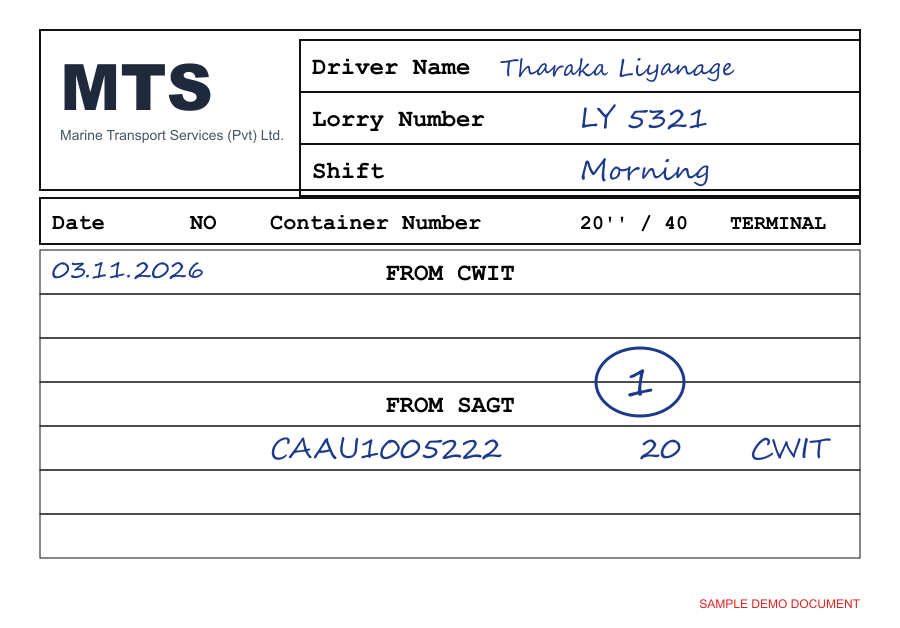 MTS
Marine Transport Services (Pvt) Ltd.
Driver Name Tharaka Liyanage
Lorry Number LY 5321
Shift Morning
Date NO Container Number 20'' / 40 TERMINAL
03.11.2026 FROM CWIT
1
FROM SAGT
CAAU1005222 20 CWIT
SAMPLE DEMO DOCUMENT